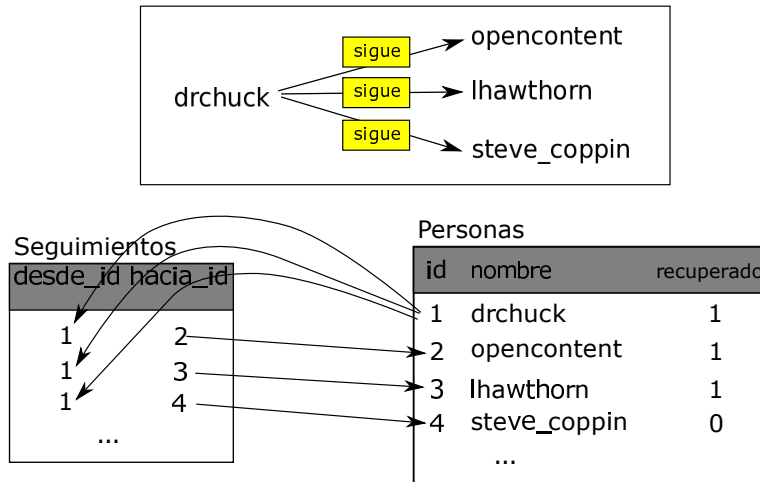 opencontent
sigue
drchuck
sigue
lhawthorn
sigue
steve_coppin
Seguimientos
desde_id hacia_id
1 2
1 3
1 4
...
Personas
id nombre recuperado
1 drchuck 1
2 opencontent 1
3 lhawthorn 1
4 steve_coppin 0
...